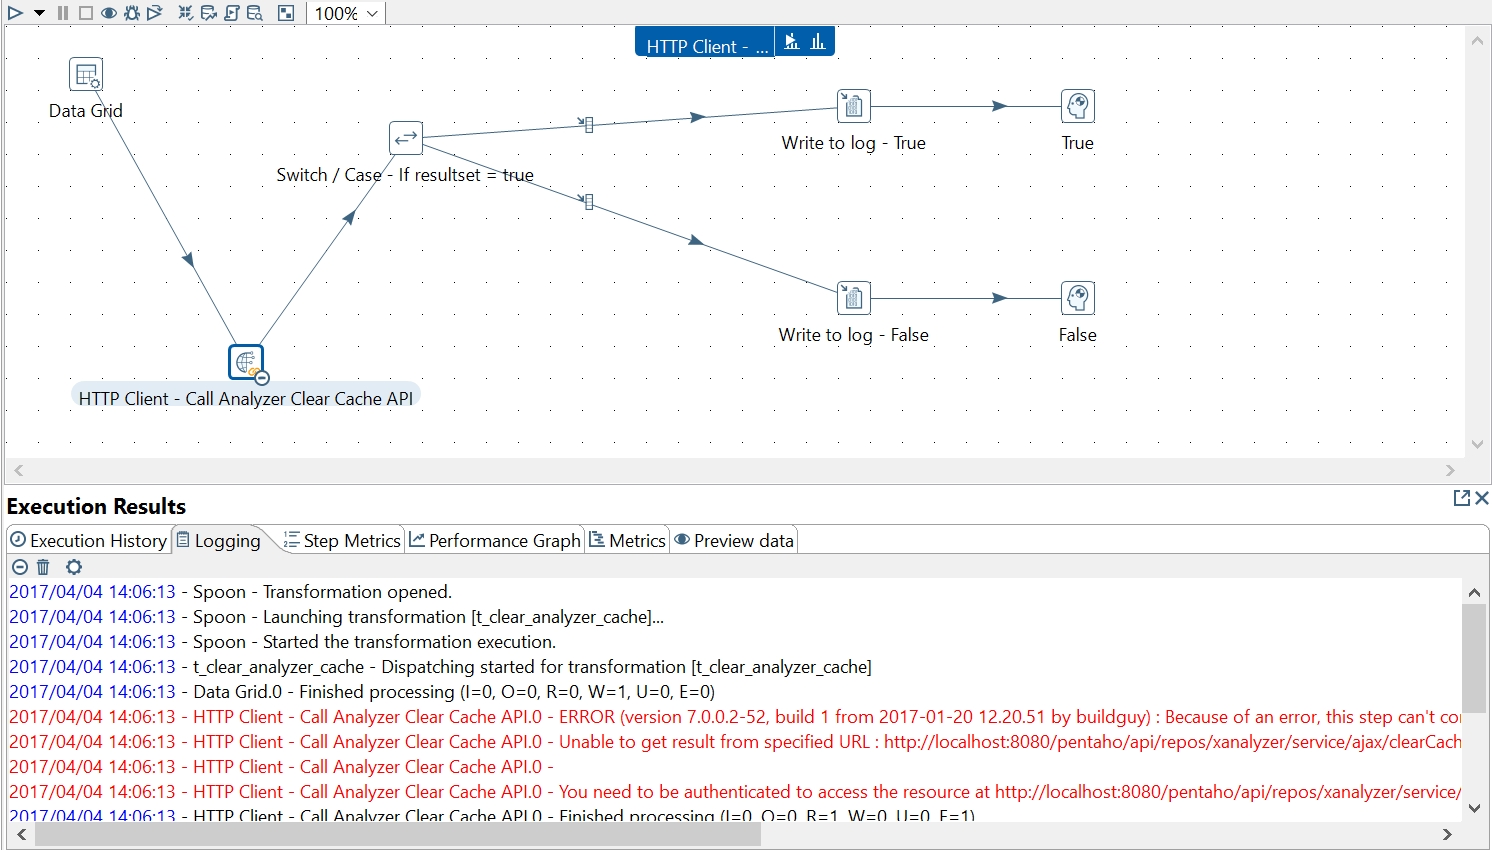 100%
HTTP Client - ...
Data Grid
Write to log - True
True
Switch / Case - If resultset = true
Write to log - False
False
HTTP Client - Call Analyzer Clear Cache API
Execution Results
Execution History Logging Step Metrics Performance Graph Metrics Preview data
2017/04/04 14:06:13 - Spoon - Transformation opened.
2017/04/04 14:06:13 - Spoon - Launching transformation [t_clear_analyzer_cache]...
2017/04/04 14:06:13 - Spoon - Started the transformation execution.
2017/04/04 14:06:13 - t_clear_analyzer_cache - Dispatching started for transformation [t_clear_analyzer_cache]
2017/04/04 14:06:13 - Data Grid.0 - Finished processing (I=0, O=0, R=0, W=1, U=0, E=0)
2017/04/04 14:06:13 - HTTP Client - Call Analyzer Clear Cache API.0 - ERROR (version 7.0.0.2-52, build 1 from 2017-01-20 12.20.51 by buildguy) : Because of an error, this step can't co
2017/04/04 14:06:13 - HTTP Client - Call Analyzer Clear Cache API.0 - Unable to get result from specified URL : http://localhost:8080/pentaho/api/repos/xanalyzer/service/ajax/clearCach
2017/04/04 14:06:13 - HTTP Client - Call Analyzer Clear Cache API.0 -
2017/04/04 14:06:13 - HTTP Client - Call Analyzer Clear Cache API.0 - You need to be authenticated to access the resource at http://localhost:8080/pentaho/api/repos/xanalyzer/service/
2017/04/04 14:06:13 - HTTP Client - Call Analyzer Clear Cache API.0 - Finished processing (I=0, O=0, R=1, W=0, U=0, E=1)